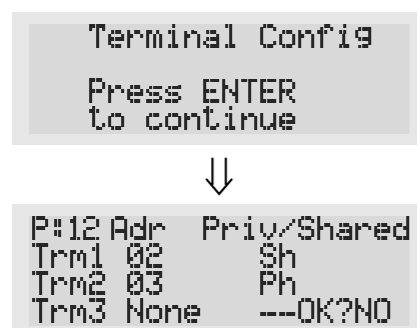 Terminal Config
Press ENTER
to continue
P:12 Adr Priv/Shared
Trm1 02 Sh
Trm2 03 Ph
Trm3 None ----OK?NO